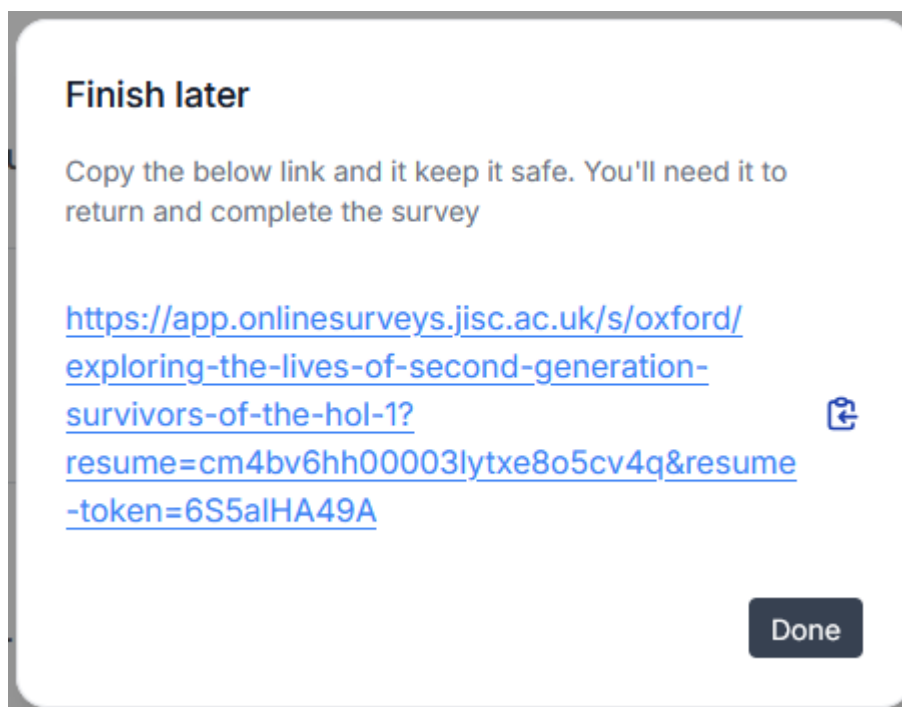 Finish later
Copy the below link and it keep it safe. You'll need it to
return and complete the survey
https://app.onlinesurveys.jisc.ac.uk/s/oxford/
exploring-the-lives-of-second-generation-
survivors-of-the-hol-1?
resume=cm4bv6hh00003lytxe8o5cv4q&resume
-token=6S5alHA49A
Done